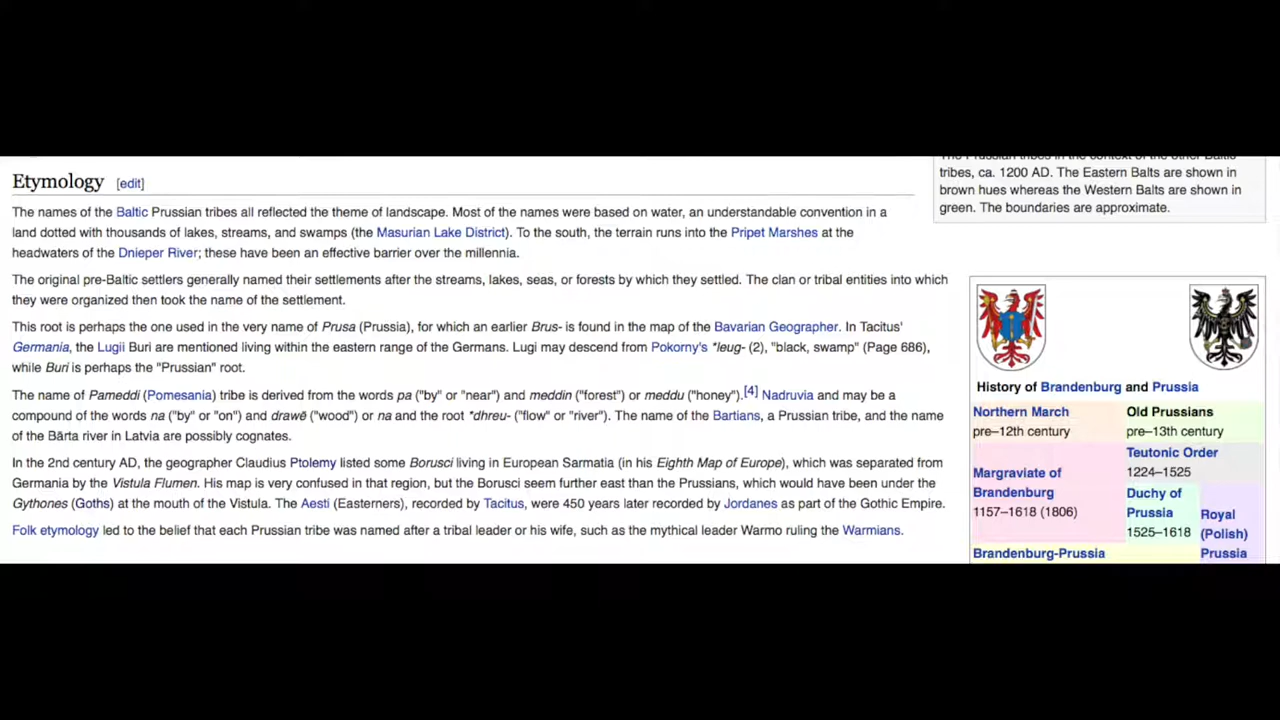 Etymology [edit]
The names of the Baltic Prussian tribes all reflected the theme of landscape. Most of the names were based on water, an understandable convention in a
land dotted with thousands of lakes, streams, and swamps (the Masurian Lake District). To the south, the terrain runs into the Pripet Marshes at the
headwaters of the Dnieper River; these have been an effective barrier over the millennia.
The original pre-Baltic settlers generally named their settlements after the streams, lakes, seas, or forests by which they settled. The clan or tribal entities into which
they were organized then took the name of the settlement.
This root is perhaps the one used in the very name of Prusa (Prussia), for which an earlier Brus- is found in the map of the Bavarian Geographer. In Tacitus'
Germania, the Lugii Buri are mentioned living within the eastern range of the Germans. Lugi may descend from Pokorny's *leug- (2), "black, swamp" (Page 686),
while Buri is perhaps the "Prussian" root.
The name of Pameddi (Pomesania) tribe is derived from the words pa ("by" or "near") and meddin ("forest") or meddu ("honey").[4] Nadruvia and may be a
compound of the words na ("by" or "on") and drawē ("wood") or na and the root *dhreu- ("flow" or "river"). The name of the Bartians, a Prussian tribe, and the name
of the Bārta river in Latvia are possibly cognates.
In the 2nd century AD, the geographer Claudius Ptolemy listed some Borusci living in European Sarmatia (in his Eighth Map of Europe), which was separated from
Germania by the Vistula Flumen. His map is very confused in that region, but the Borusci seem further east than the Prussians, which would have been under the
Gythones (Goths) at the mouth of the Vistula. The Aesti (Easterners), recorded by Tacitus, were 450 years later recorded by Jordanes as part of the Gothic Empire.
Folk etymology led to the belief that each Prussian tribe was named after a tribal leader or his wife, such as the mythical leader Warmo ruling the Warmians.
The Prussian tribes in the context of the other Baltic
tribes, ca. 1200 AD. The Eastern Balts are shown in
brown hues whereas the Western Balts are shown in
green. The boundaries are approximate.
History of Brandenburg and Prussia
Northern March
pre–12th century
Old Prussians
pre–13th century
Margraviate of
Brandenburg
1157–1618 (1806)
Teutonic Order
1224–1525
Duchy of
Prussia
1525–1618
Royal
(Polish)
Prussia
Brandenburg-Prussia